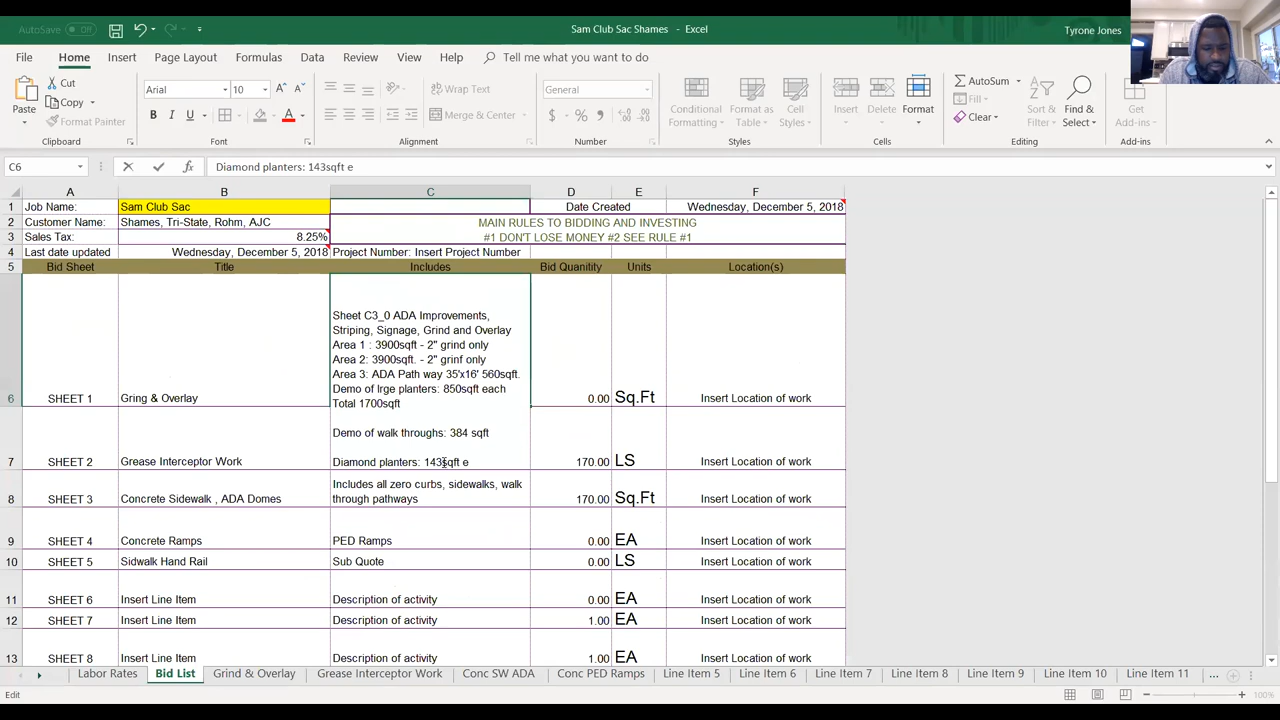 AutoSave Off
Sam Club Sac Shames - Excel
Tyrone Jones
File Home Insert Page Layout Formulas Data Review View Help Tell me what you want to do
Paste
Cut
Copy
Format Painter
Clipboard
Arial 10
B I U
Font
Wrap Text
Merge & Center
Alignment
General
$ % ,
Number
Conditional Formatting
Format as Table
Cell Styles
Styles
Insert
Delete
Format
Cells
AutoSum
Fill
Clear
Sort & Filter
Find & Select
Editing
Get Add-ins
Add-ins
C6 fx Diamond planters: 143sqft e
A B C D E F
1 Job Name: Sam Club Sac Date Created Wednesday, December 5, 2018
2 Customer Name: Shames, Tri-State, Rohm, AJC MAIN RULES TO BIDDING AND INVESTING
3 Sales Tax: 8.25% #1 DON'T LOSE MONEY #2 SEE RULE #1
4 Last date updated Wednesday, December 5, 2018 Project Number: Insert Project Number
5 Bid Sheet Title Includes Bid Quanitity Units Location(s)
Sheet C3_0 ADA Improvements,
Striping, Signage, Grind and Overlay
Area 1 : 3900sqft - 2" grind only
Area 2: 3900sqft. - 2" grinf only
Area 3: ADA Path way 35'x16' 560sqft.
Demo of lrge planters: 850sqft each
6 SHEET 1 Gring & Overlay 0.00 Sq.Ft Insert Location of work
Total 1700sqft
Demo of walk throughs: 384 sqft
7 SHEET 2 Grease Interceptor Work Diamond planters: 143sqft e 170.00 LS Insert Location of work
Includes all zero curbs, sidewalks, walk
8 SHEET 3 Concrete Sidewalk , ADA Domes through pathways 170.00 Sq.Ft Insert Location of work
9 SHEET 4 Concrete Ramps PED Ramps 0.00 EA Insert Location of work
10 SHEET 5 Sidwalk Hand Rail Sub Quote 0.00 LS Insert Location of work
11 SHEET 6 Insert Line Item Description of activity 0.00 EA Insert Location of work
12 SHEET 7 Insert Line Item Description of activity 1.00 EA Insert Location of work
13 SHEET 8 Insert Line Item Description of activity 1.00 EA Insert Location of work
Labor Rates Bid List Grind & Overlay Grease Interceptor Work Conc SW ADA Conc PED Ramps Line Item 5 Line Item 6 Line Item 7 Line Item 8 Line Item 9 Line Item 10 Line Item 11 ...
Edit
100%